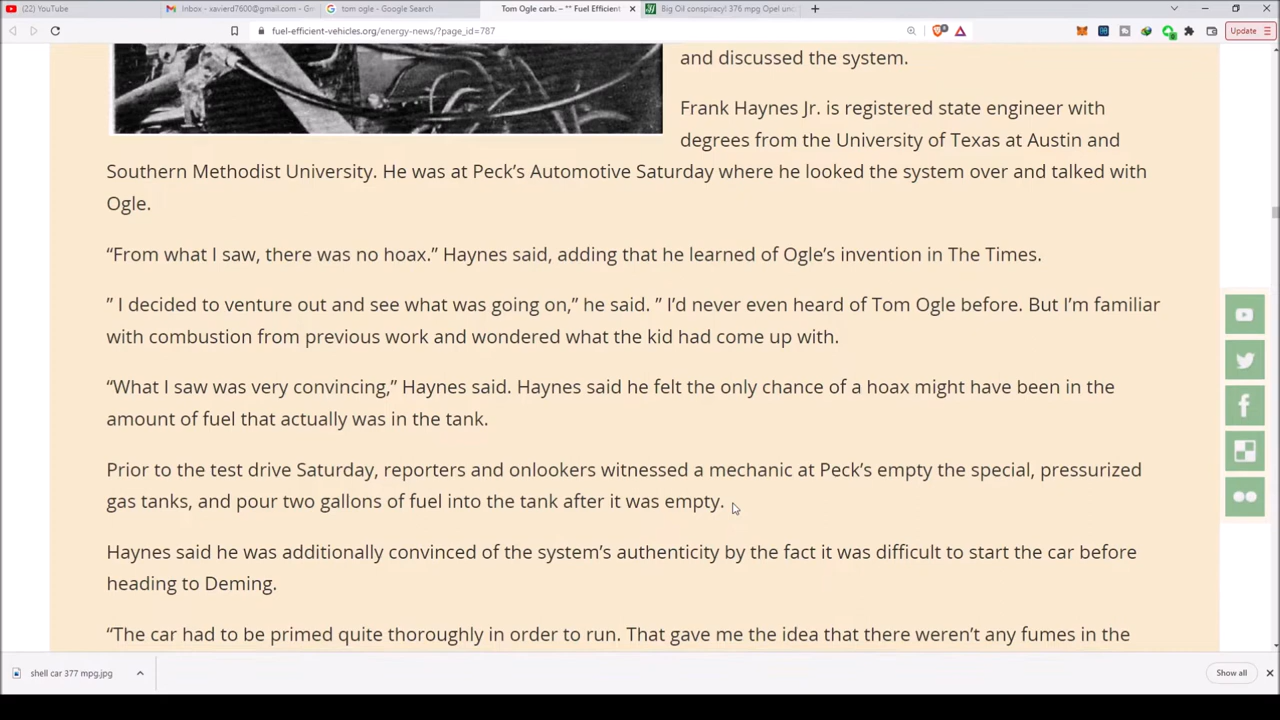 (22) YouTube
Inbox - xavierd7600@gmail.com - Gm
tom ogle - Google Search
Tom Ogle carb. – ** Fuel Efficient
Big Oil conspiracy! 376 mpg Opel unc
fuel-efficient-vehicles.org/energy-news/?page_id=787
Update
and discussed the system.
Frank Haynes Jr. is registered state engineer with
degrees from the University of Texas at Austin and
Southern Methodist University. He was at Peck’s Automotive Saturday where he looked the system over and talked with
Ogle.
“From what I saw, there was no hoax.” Haynes said, adding that he learned of Ogle’s invention in The Times.
” I decided to venture out and see what was going on,” he said. ” I’d never even heard of Tom Ogle before. But I’m familiar
with combustion from previous work and wondered what the kid had come up with.
“What I saw was very convincing,” Haynes said. Haynes said he felt the only chance of a hoax might have been in the
amount of fuel that actually was in the tank.
Prior to the test drive Saturday, reporters and onlookers witnessed a mechanic at Peck’s empty the special, pressurized
gas tanks, and pour two gallons of fuel into the tank after it was empty.
Haynes said he was additionally convinced of the system’s authenticity by the fact it was difficult to start the car before
heading to Deming.
“The car had to be primed quite thoroughly in order to run. That gave me the idea that there weren’t any fumes in the
shell car 377 mpg.jpg
Show all